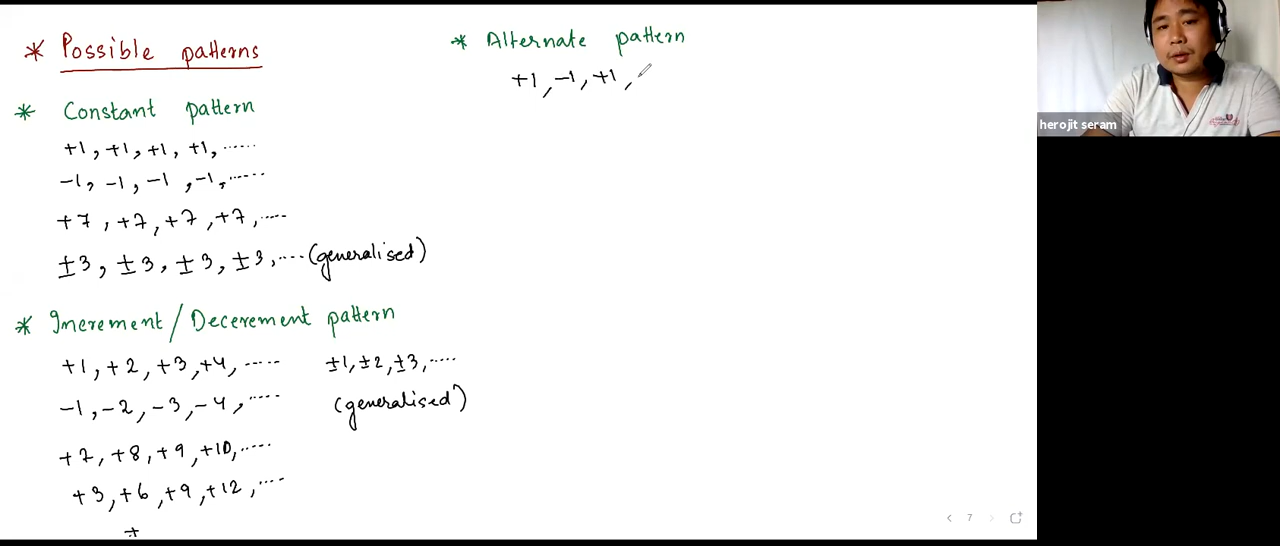 * Possible patterns
* Constant pattern
+1, +1, +1, +1, ......
-1, -1, -1, -1, ......
+7, +7, +7, +7, .....
±3, ±3, ±3, ±3, .... (generalised)
* Increment / Decerement pattern
+1, +2, +3, +4, ...... ±1, ±2, ±3, .....
-1, -2, -3, -4, ..... (generalised)
+7, +8, +9, +10, .....
+3, +6, +9, +12, ....
+
* Alternate pattern
+1, -1, +1,
herojit seram
< 7 >